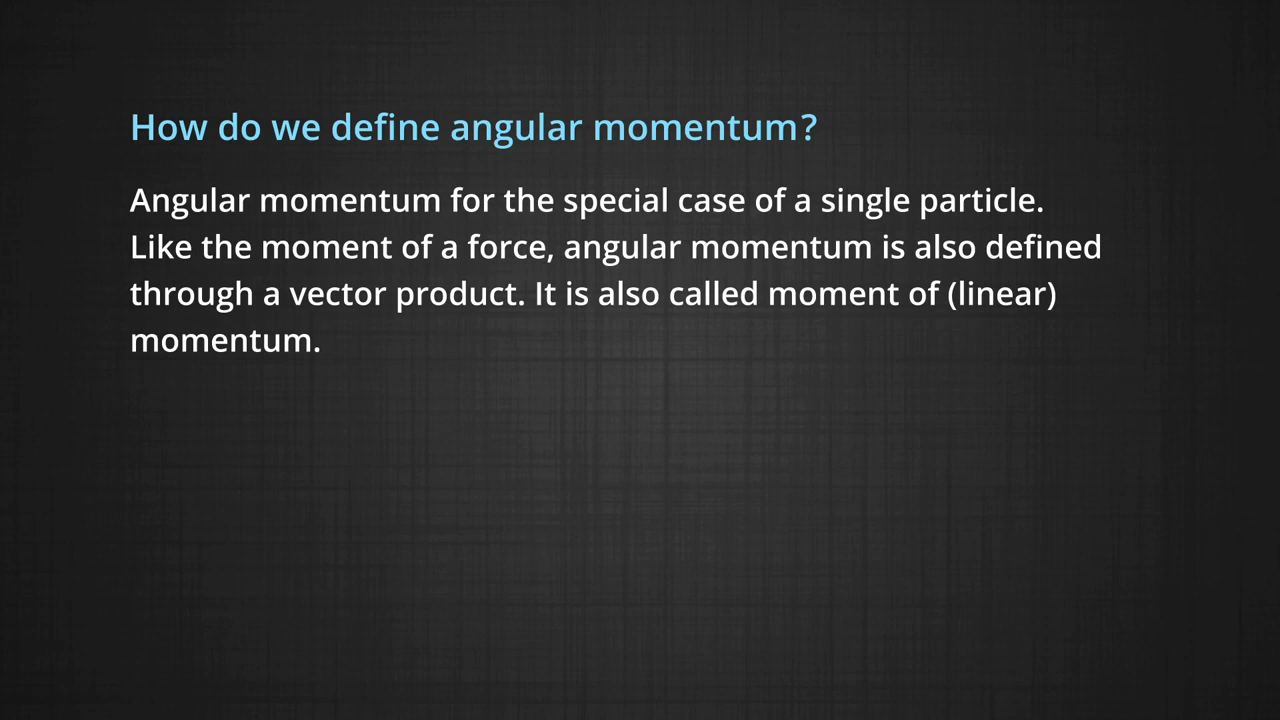 How do we define angular momentum?
Angular momentum for the special case of a single particle.
Like the moment of a force, angular momentum is also defined
through a vector product. It is also called moment of (linear)
momentum.